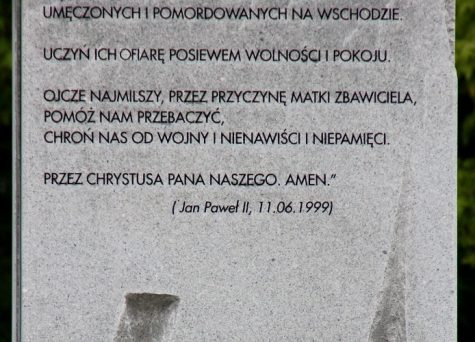 UMĘCZONYCH I POMORDOWANYCH NA WSCHODZIE.
UCZYŃ ICH OFIARĘ POSIEWEM WOLNOŚCI I POKOJU.
OJCZE NAJMILSZY, PRZEZ PRZYCZYNĘ MATKI ZBAWICIELA,
POMÓŻ NAM PRZEBACZYĆ,
CHROŃ NAS OD WOJNY I NIENAWIŚCI I NIEPAMIĘCI.
PRZEZ CHRYSTUSA PANA NASZEGO. AMEN."
( Jan Paweł II, 11.06.1999)